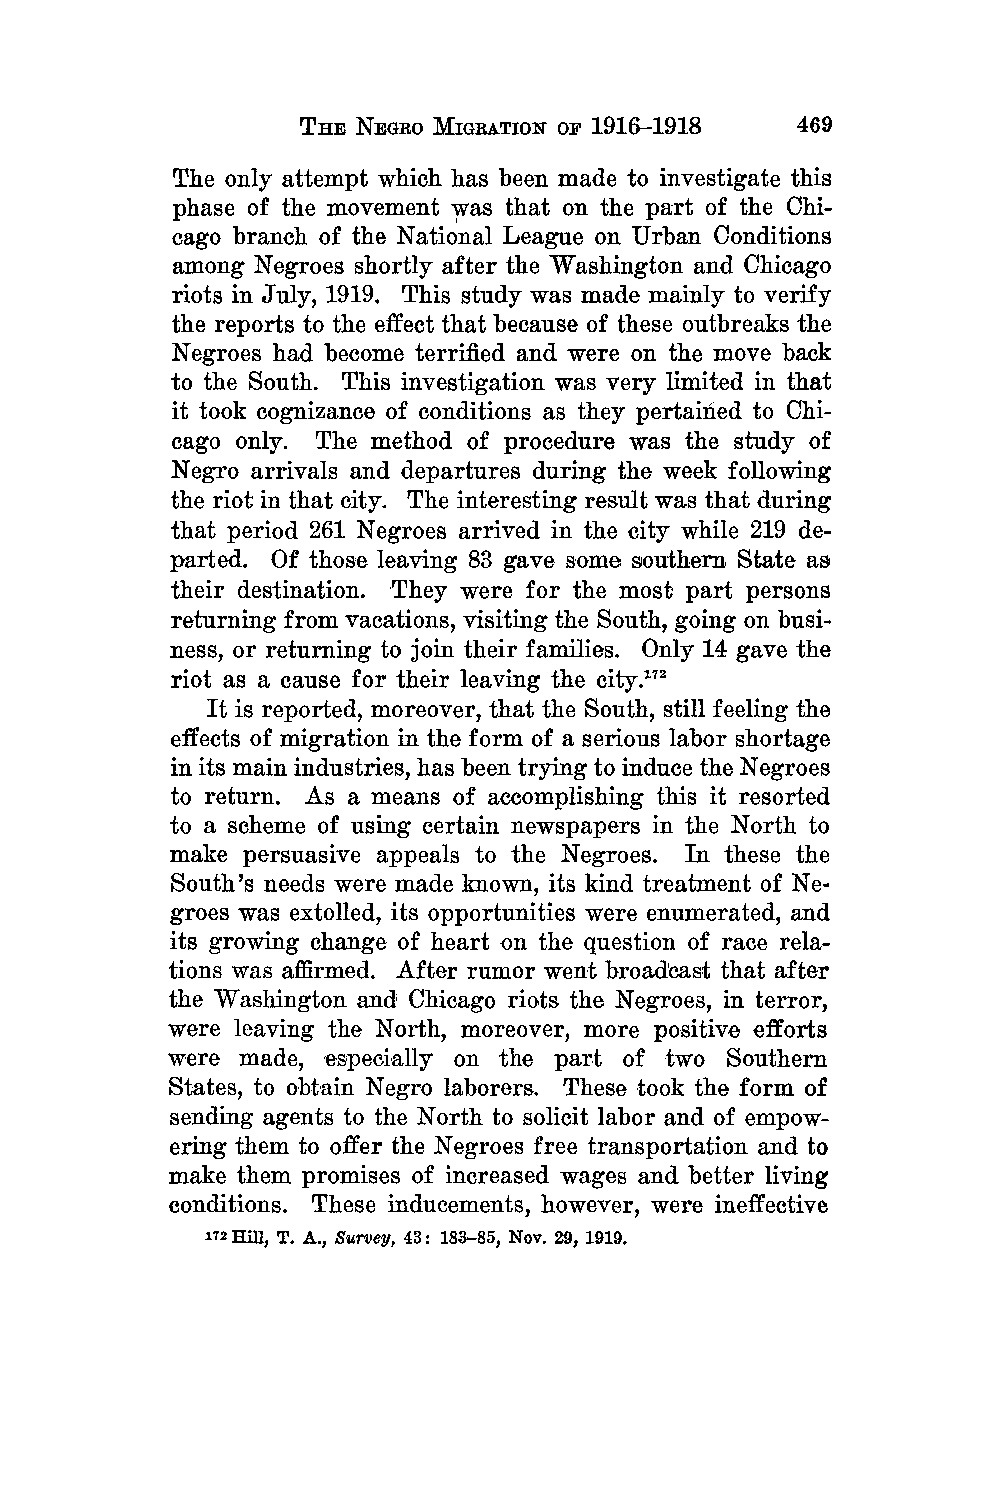 THE NEGRO MIGRATION OF 1916–1918 469
The only attempt which has been made to investigate this
phase of the movement was that on the part of the Chi-
cago branch of the National League on Urban Conditions
among Negroes shortly after the Washington and Chicago
riots in July, 1919. This study was made mainly to verify
the reports to the effect that because of these outbreaks the
Negroes had become terrified and were on the move back
to the South. This investigation was very limited in that
it took cognizance of conditions as they pertained to Chi-
cago only. The method of procedure was the study of
Negro arrivals and departures during the week following
the riot in that city. The interesting result was that during
that period 261 Negroes arrived in the city while 219 de-
parted. Of those leaving 83 gave some southern State as
their destination. They were for the most part persons
returning from vacations, visiting the South, going on busi-
ness, or returning to join their families. Only 14 gave the
riot as a cause for their leaving the city.¹⁷²
It is reported, moreover, that the South, still feeling the
effects of migration in the form of a serious labor shortage
in its main industries, has been trying to induce the Negroes
to return. As a means of accomplishing this it resorted
to a scheme of using certain newspapers in the North to
make persuasive appeals to the Negroes. In these the
South's needs were made known, its kind treatment of Ne-
groes was extolled, its opportunities were enumerated, and
its growing change of heart on the question of race rela-
tions was affirmed. After rumor went broadcast that after
the Washington and Chicago riots the Negroes, in terror,
were leaving the North, moreover, more positive efforts
were made, especially on the part of two Southern
States, to obtain Negro laborers. These took the form of
sending agents to the North to solicit labor and of empow-
ering them to offer the Negroes free transportation and to
make them promises of increased wages and better living
conditions. These inducements, however, were ineffective
¹⁷² Hill, T. A., Survey, 43: 183–85, Nov. 29, 1919.